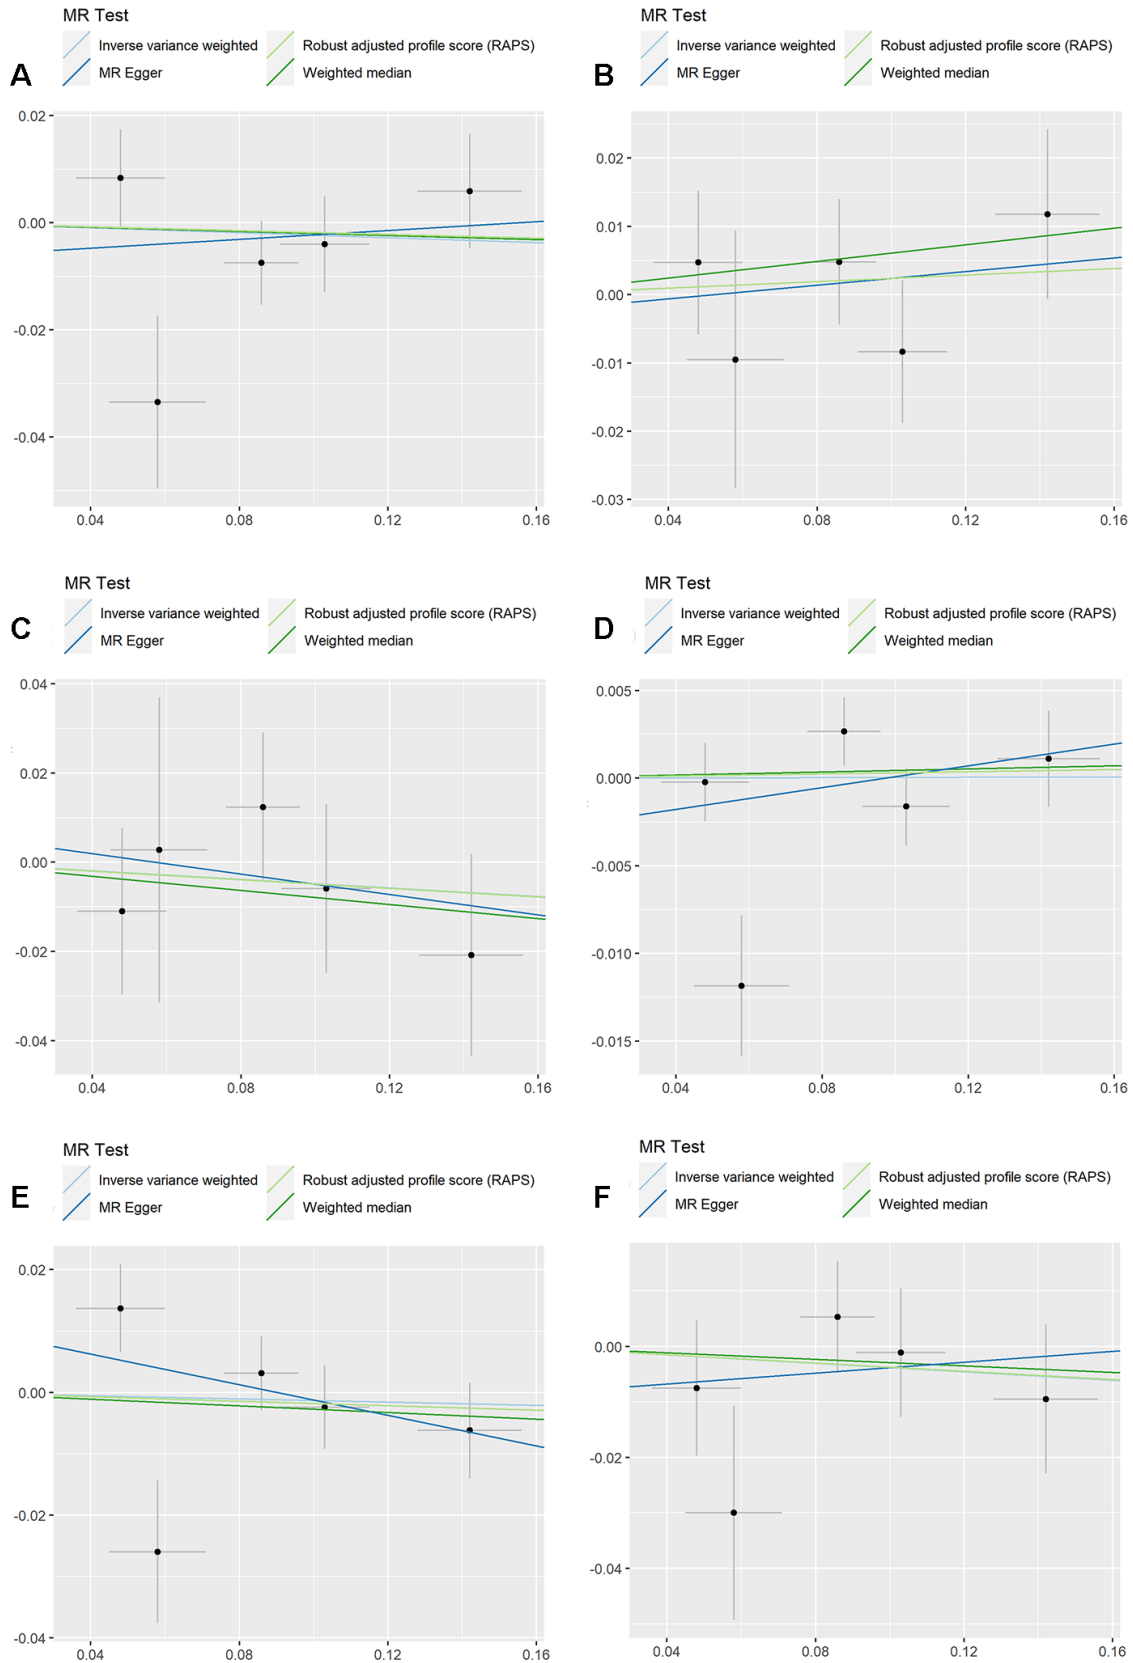 MR Test
Inverse variance weighted
Robust adjusted profile score (RAPS)
MR Egger
Weighted median
A
0.02
0.00
-0.02
-0.04
0.04
0.08
0.12
0.16
MR Test
Inverse variance weighted
Robust adjusted profile score (RAPS)
MR Egger
Weighted median
B
0.02
0.01
0.00
-0.01
-0.02
-0.03
0.04
0.08
0.12
0.16
MR Test
Inverse variance weighted
Robust adjusted profile score (RAPS)
MR Egger
Weighted median
C
0.04
0.02
0.00
-0.02
-0.04
0.04
0.08
0.12
0.16
MR Test
Inverse variance weighted
Robust adjusted profile score (RAPS)
MR Egger
Weighted median
D
0.005
0.000
-0.005
-0.010
-0.015
0.04
0.08
0.12
0.16
MR Test
Inverse variance weighted
Robust adjusted profile score (RAPS)
MR Egger
Weighted median
E
0.02
0.00
-0.02
-0.04
0.04
0.08
0.12
0.16
MR Test
Inverse variance weighted
Robust adjusted profile score (RAPS)
MR Egger
Weighted median
F
0.00
-0.02
-0.04
0.04
0.08
0.12
0.16